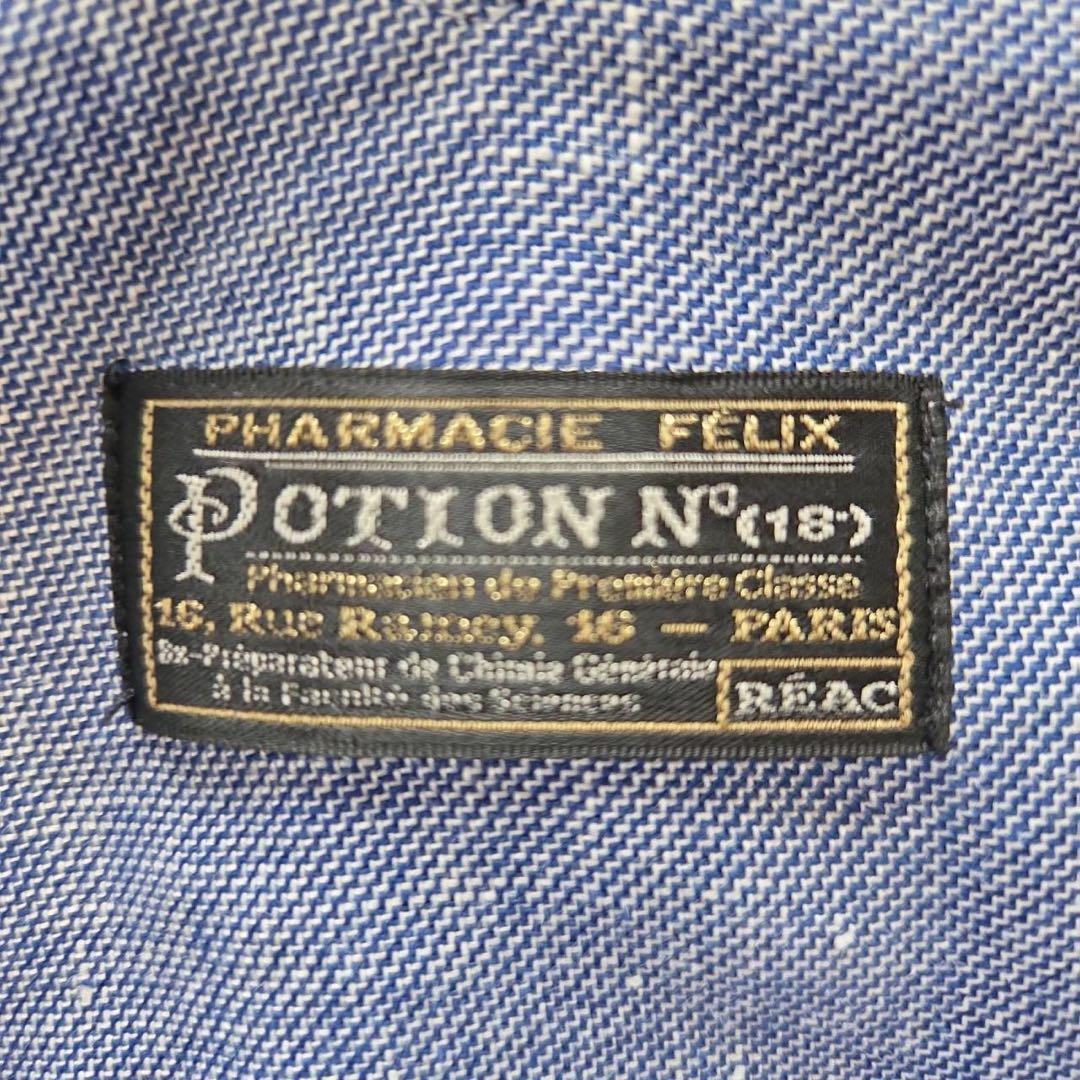 PHARMACIE FÉLIX
POTION Nº (18-)
Pharmacien de Première Classe
16, Rue 16 — PARIS
Ex-Préparateur de Chimie Générale
à la Faculté des Sciences
RÉAC